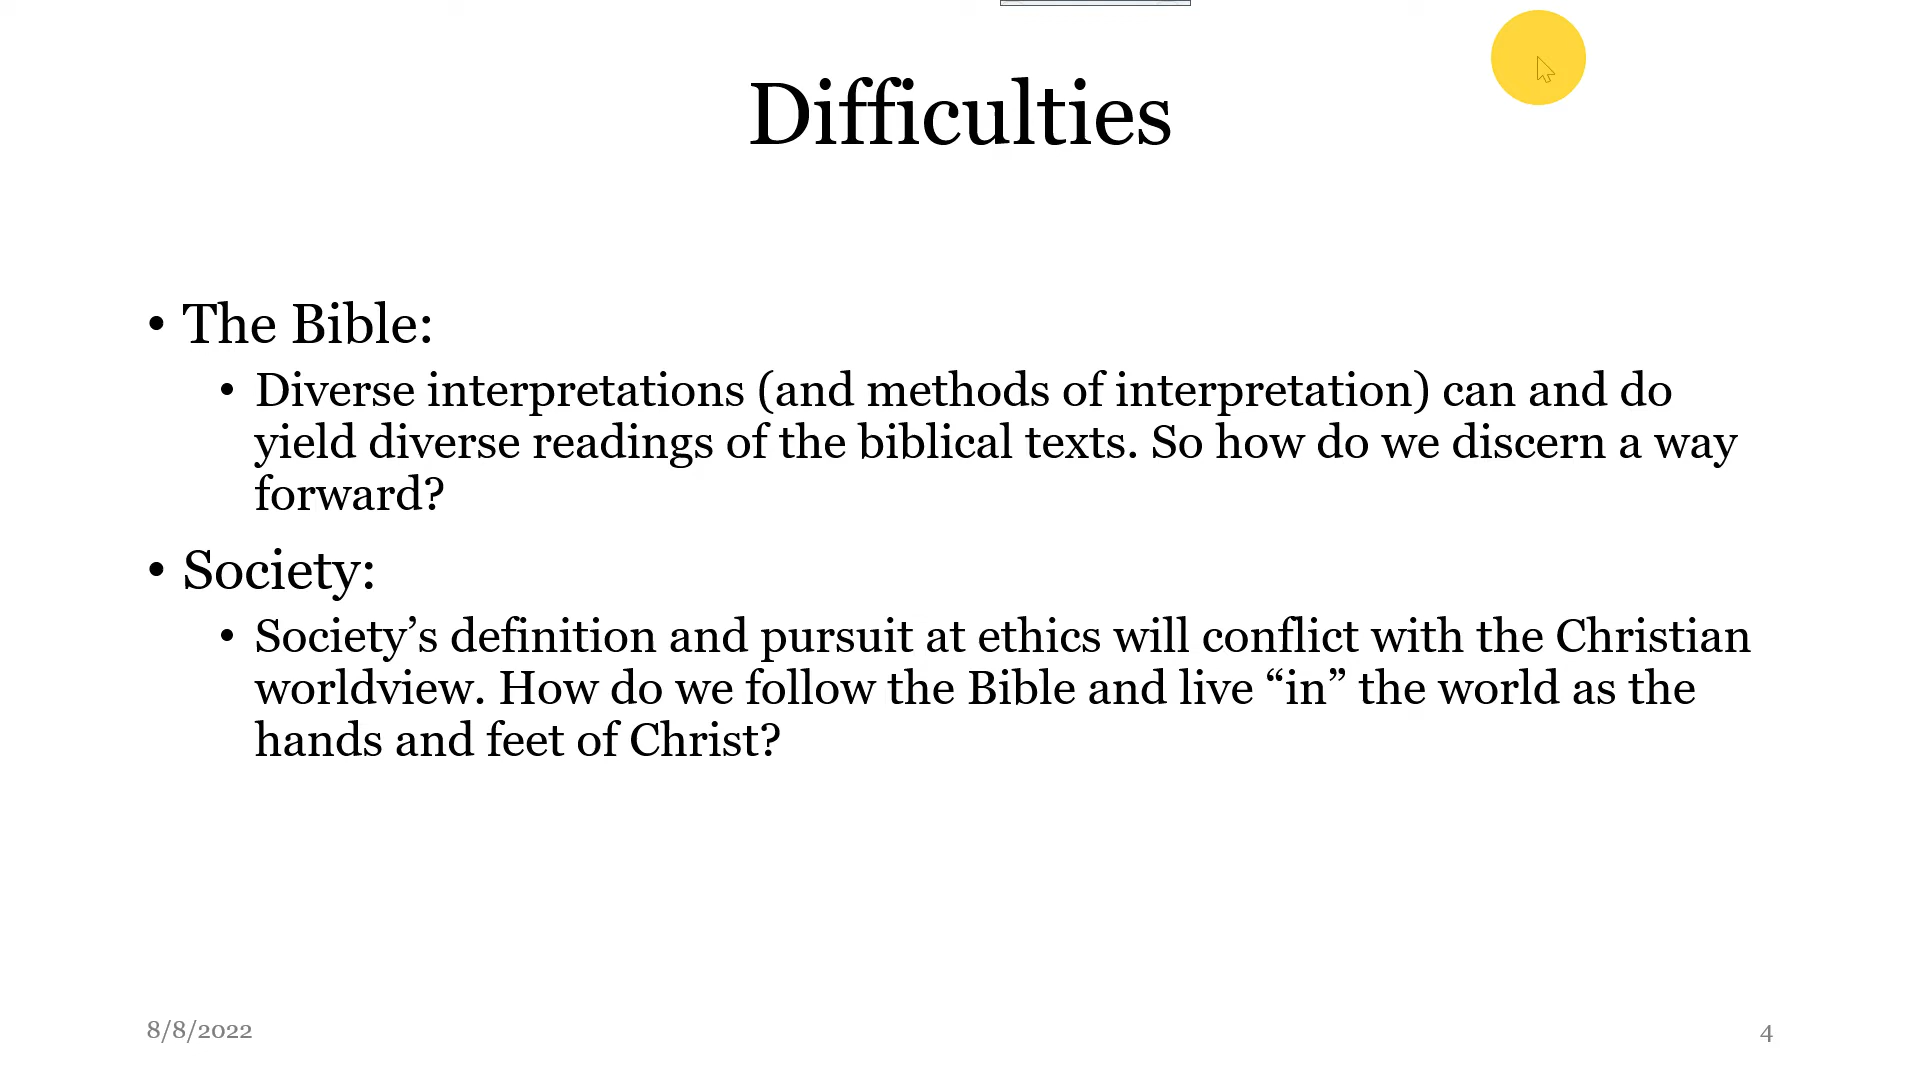 Difficulties
• The Bible:
• Diverse interpretations (and methods of interpretation) can and do
yield diverse readings of the biblical texts. So how do we discern a way
forward?
• Society:
• Society’s definition and pursuit at ethics will conflict with the Christian
worldview. How do we follow the Bible and live “in” the world as the
hands and feet of Christ?
8/8/2022
4